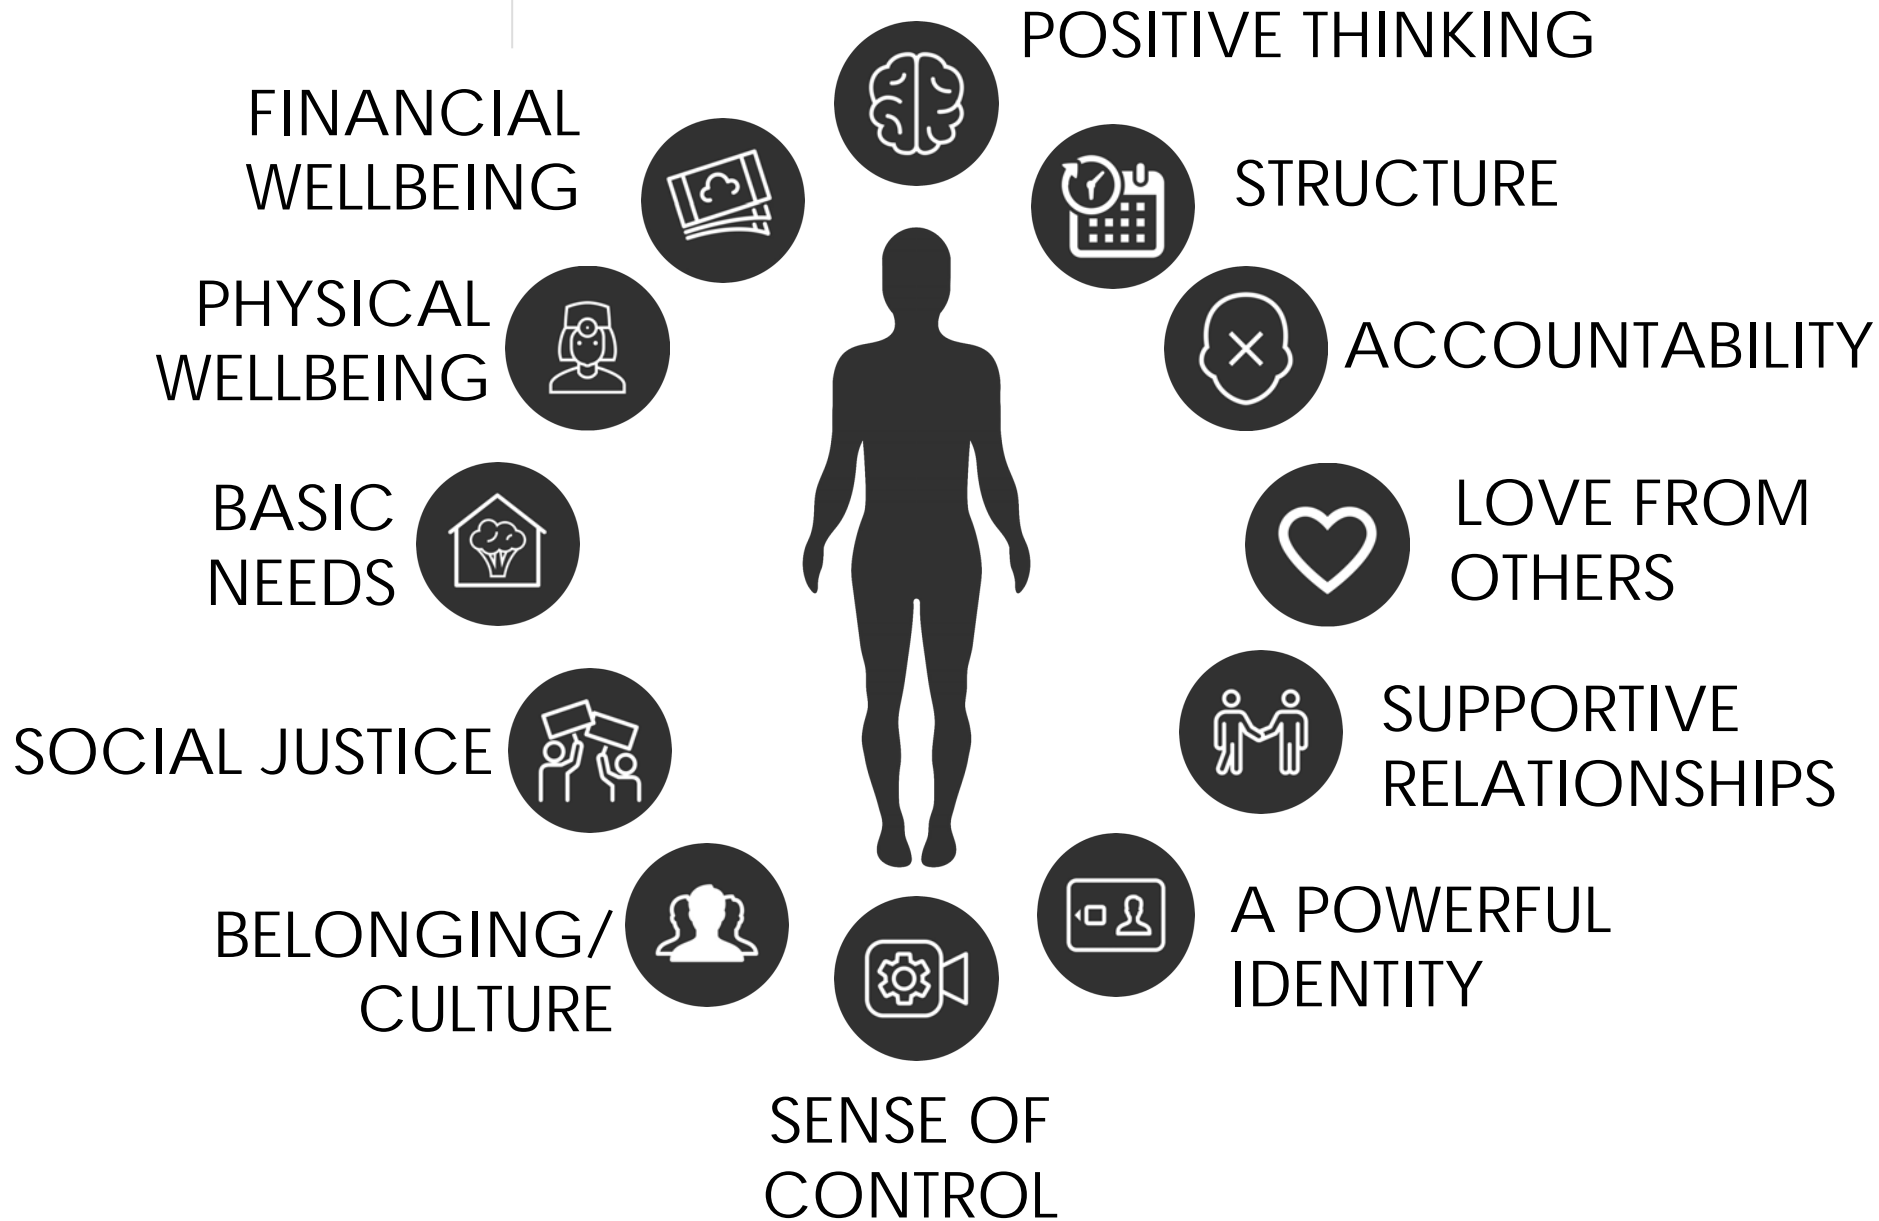 POSITIVE THINKING
STRUCTURE
ACCOUNTABILITY
LOVE FROM
OTHERS
SUPPORTIVE
RELATIONSHIPS
A POWERFUL
IDENTITY
SENSE OF
CONTROL
BELONGING/
CULTURE
SOCIAL JUSTICE
BASIC
NEEDS
PHYSICAL
WELLBEING
FINANCIAL
WELLBEING